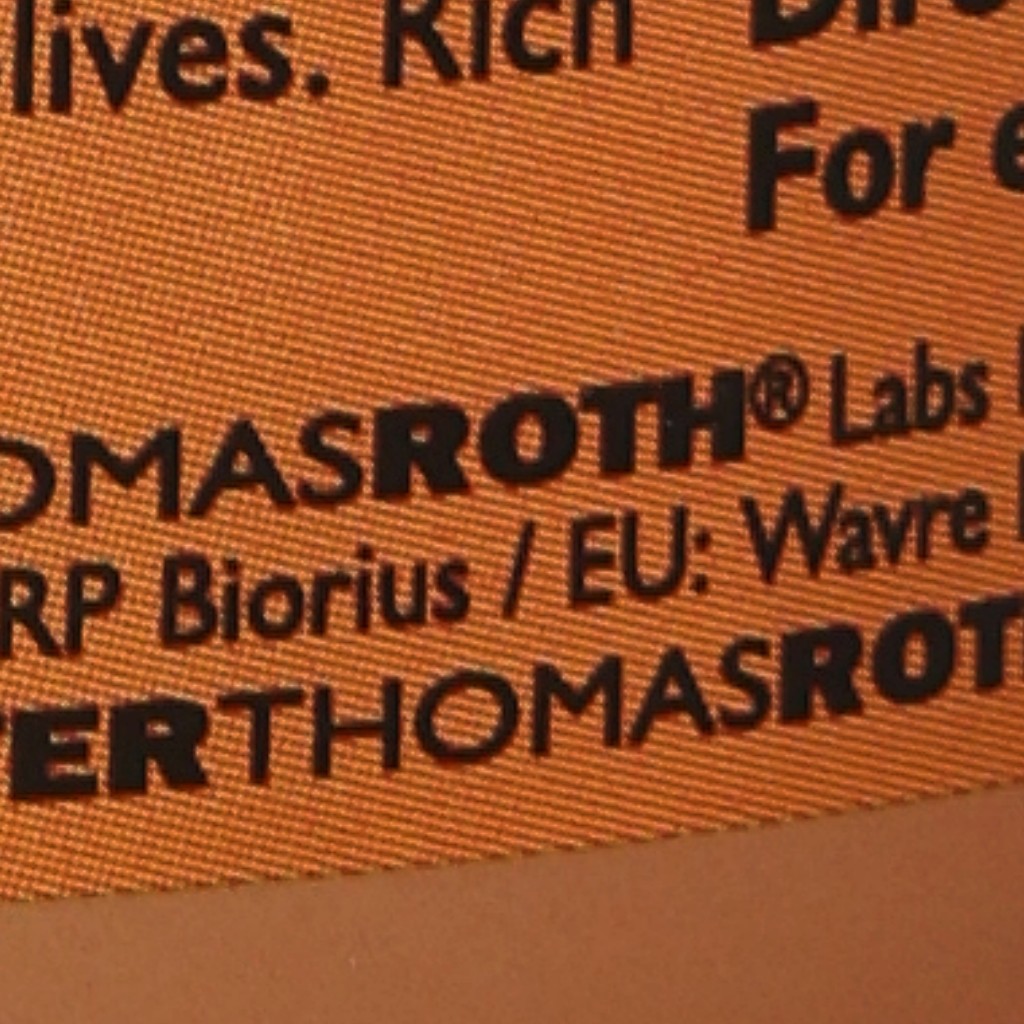 lives. Rich
For
OMASROTH® Labs
RP Biorius / EU: Wavre
ERTHOMASROT